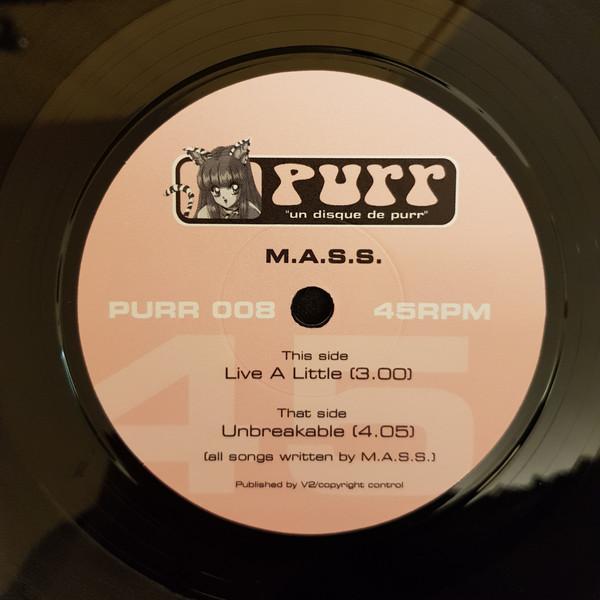 purr
"un disque de purr"
M.A.S.S.
PURR 008 45RPM
45
This side
Live A Little (3.00)
That side
Unbreakable (4.05)
(all songs written by M.A.S.S.)
Published by V2/copyright control